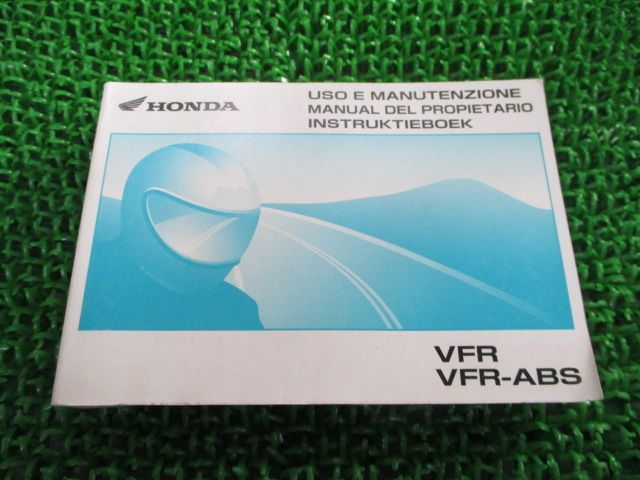 HONDA
USO E MANUTENZIONE
MANUAL DEL PROPIETARIO
INSTRUKTIEBOEK
VFR
VFR-ABS